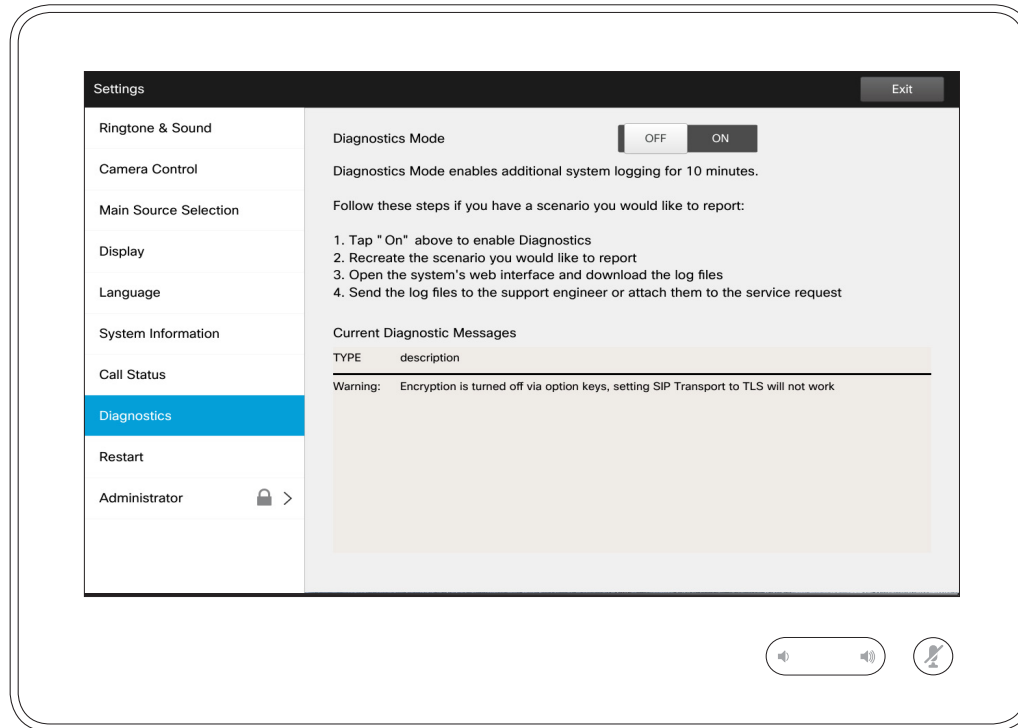 Settings
Exit
Ringtone & Sound
Camera Control
Main Source Selection
Display
Language
System Information
Call Status
Diagnostics
Restart
Administrator
Diagnostics Mode
OFF
ON
Diagnostics Mode enables additional system logging for 10 minutes.
Follow these steps if you have a scenario you would like to report:
1. Tap "On" above to enable Diagnostics
2. Recreate the scenario you would like to report
3. Open the system's web interface and download the log files
4. Send the log files to the support engineer or attach them to the service request
Current Diagnostic Messages
TYPE description
Warning: Encryption is turned off via option keys, setting SIP Transport to TLS will not work